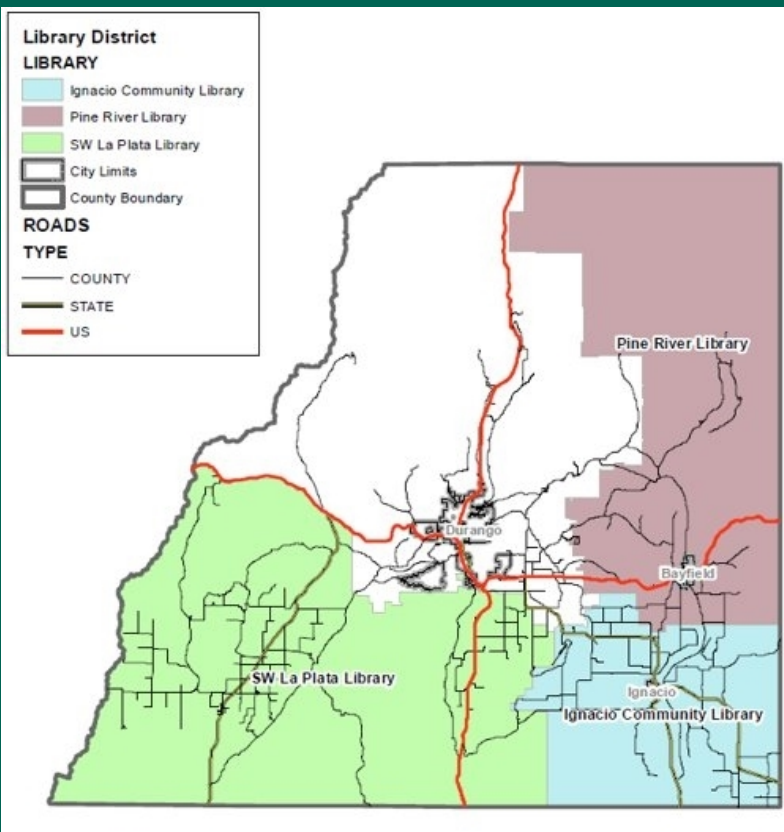 Library District
LIBRARY
Ignacio Community Library
Pine River Library
SW La Plata Library
City Limits
County Boundary
ROADS
TYPE
COUNTY
STATE
US
Pine River Library
Durango
Bayfield
SW La Plata Library
Ignacio
Ignacio Community Library